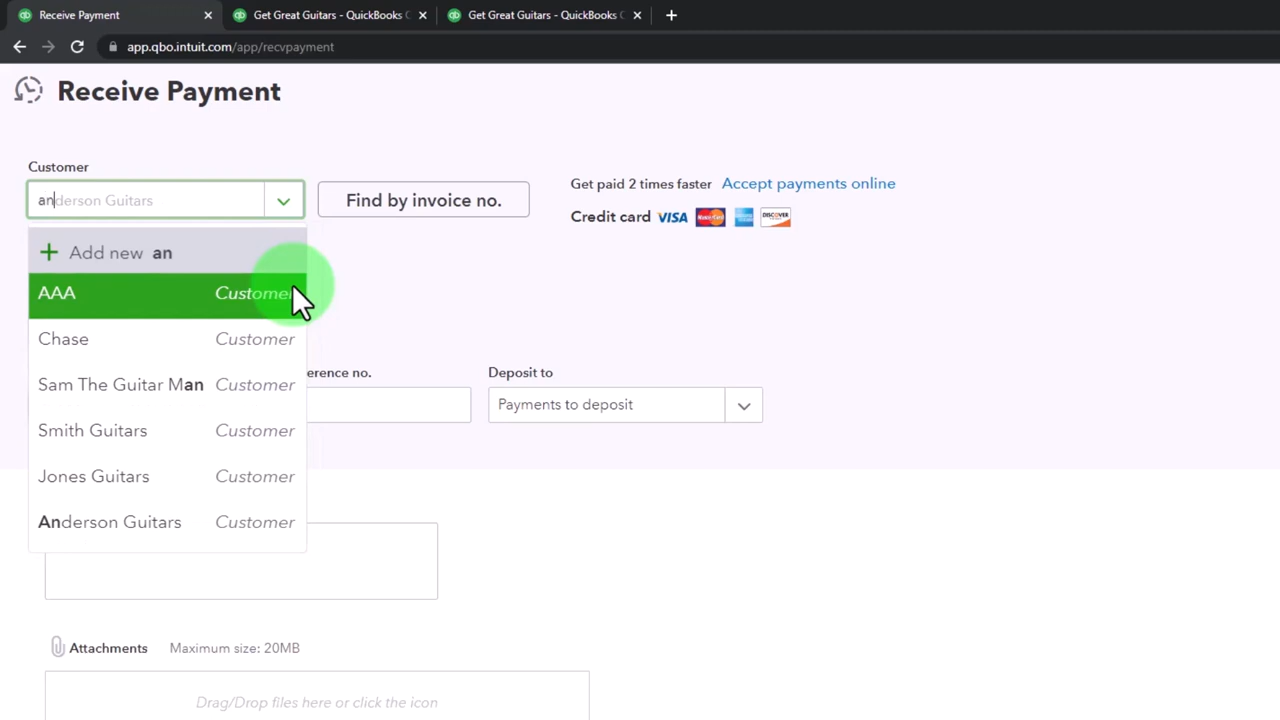 Receive Payment
Get Great Guitars - QuickBooks
Get Great Guitars - QuickBooks
app.qbo.intuit.com/app/recvpayment
Receive Payment
Customer
anderson Guitars
Find by invoice no.
Get paid 2 times faster Accept payments online
Credit card VISA MasterCard DISCOVER
+ Add new an
AAA Customer
Chase Customer
Sam The Guitar Man Customer
Smith Guitars Customer
Jones Guitars Customer
Anderson Guitars Customer
erence no.
Deposit to
Payments to deposit
Attachments Maximum size: 20MB
Drag/Drop files here or click the icon